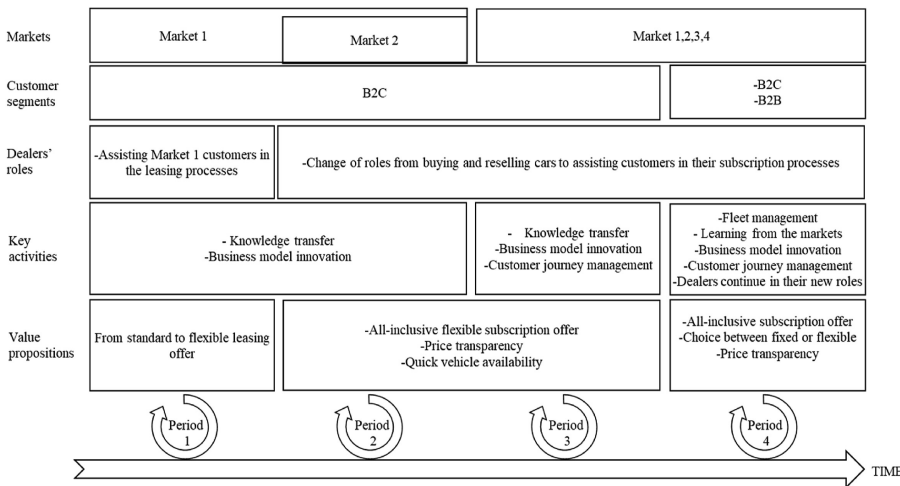 Markets
Market 1
Market 2
Market 1,2,3,4
Customer
segments
B2C
-B2C
-B2B
Dealers'
roles
-Assisting Market 1 customers in
the leasing processes
-Change of roles from buying and reselling cars to assisting customers in their subscription processes
Key
activities
- Knowledge transfer
-Business model innovation
- Knowledge transfer
-Business model innovation
-Customer journey management
-Fleet management
- Learning from the markets
-Business model innovation
-Customer journey management
-Dealers continue in their new roles
Value
propositions
From standard to flexible leasing
offer
-All-inclusive flexible subscription offer
-Price transparency
-Quick vehicle availability
-All-inclusive subscription offer
-Choice between fixed or flexible
-Price transparency
Period
1
Period
2
Period
3
Period
4
TIME